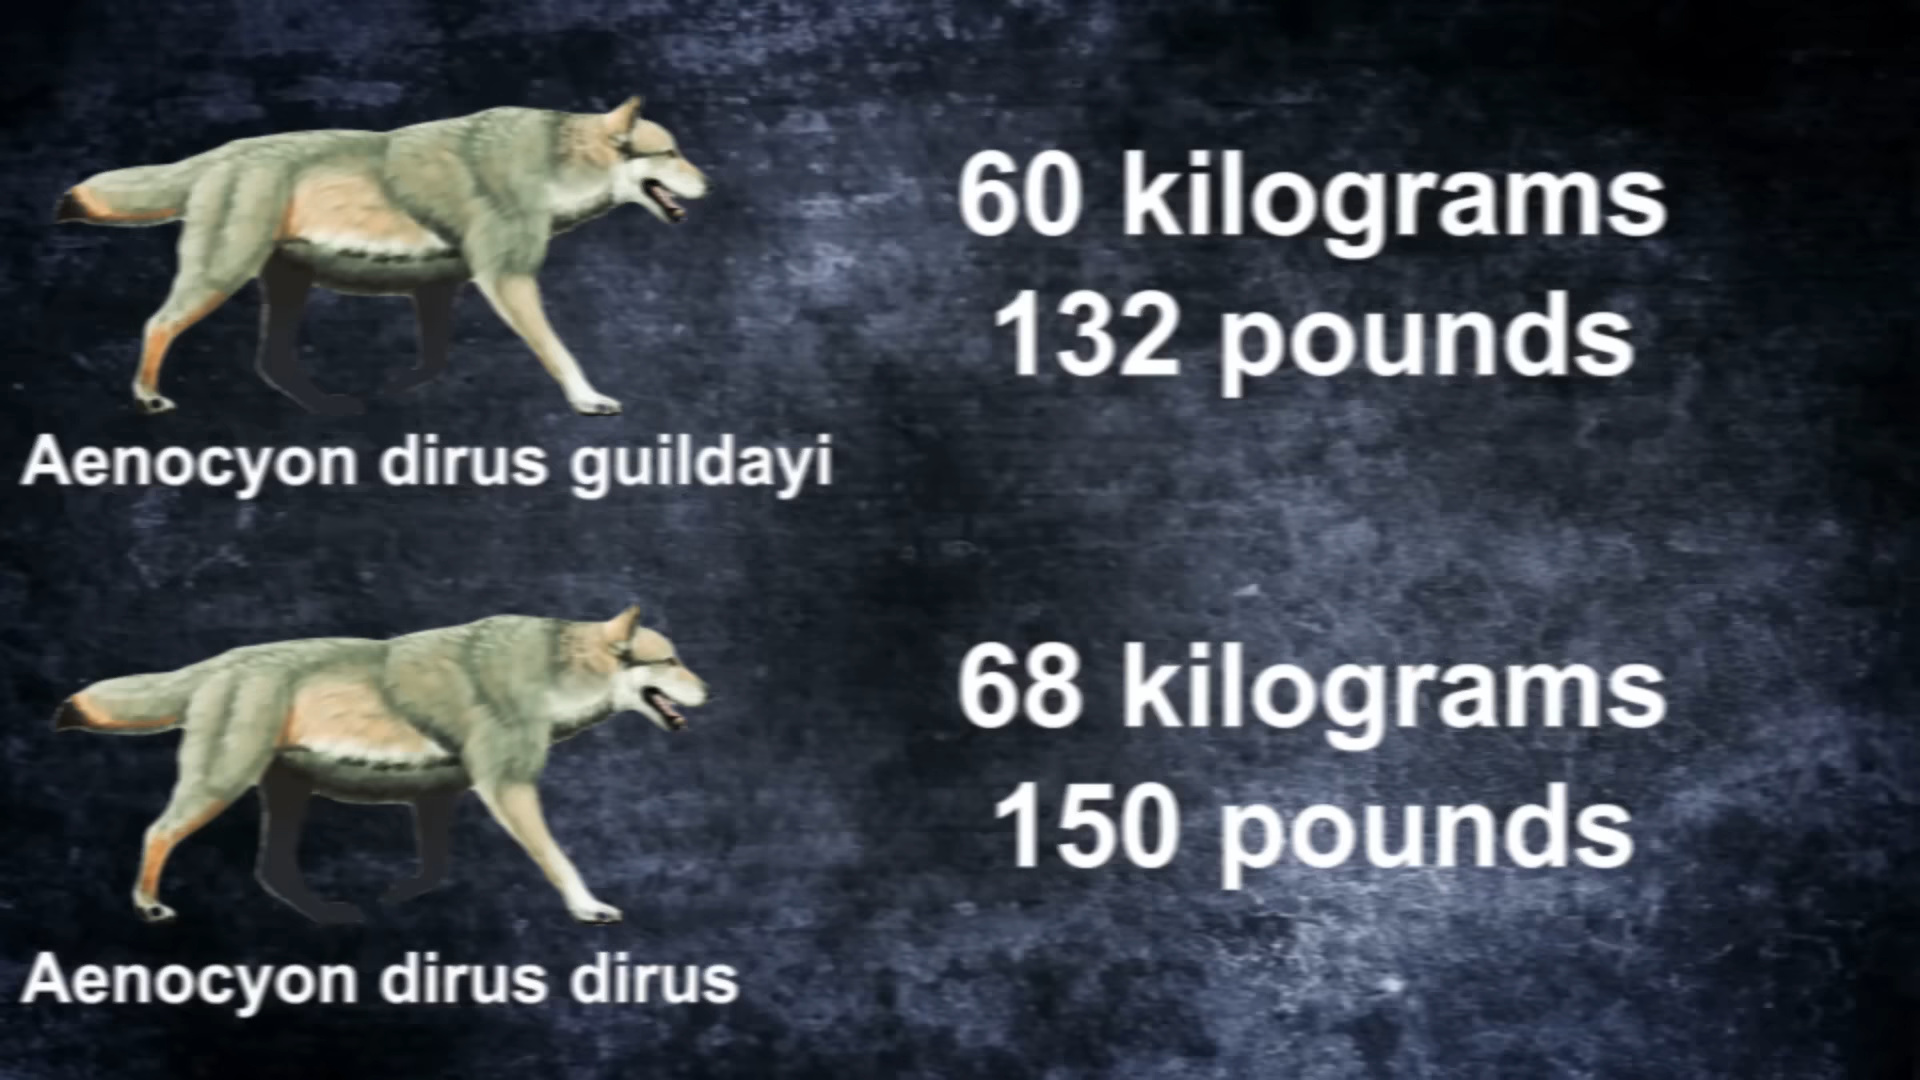 60 kilograms
132 pounds
Aenocyon dirus guildayi
68 kilograms
150 pounds
Aenocyon dirus dirus